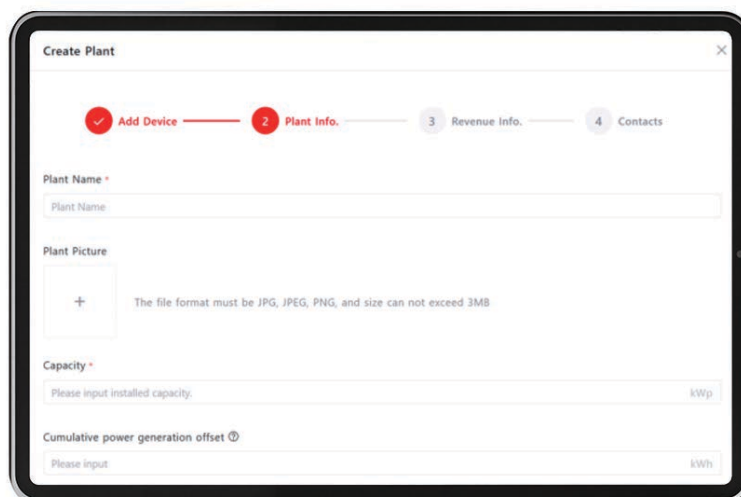 Create Plant
Add Device 2 Plant Info. 3 Revenue Info. 4 Contacts
Plant Name *
Plant Name
Plant Picture
+ The file format must be JPG, JPEG, PNG, and size can not exceed 3MB
Capacity *
Please input installed capacity. kWp
Cumulative power generation offset ?
Please input kWh